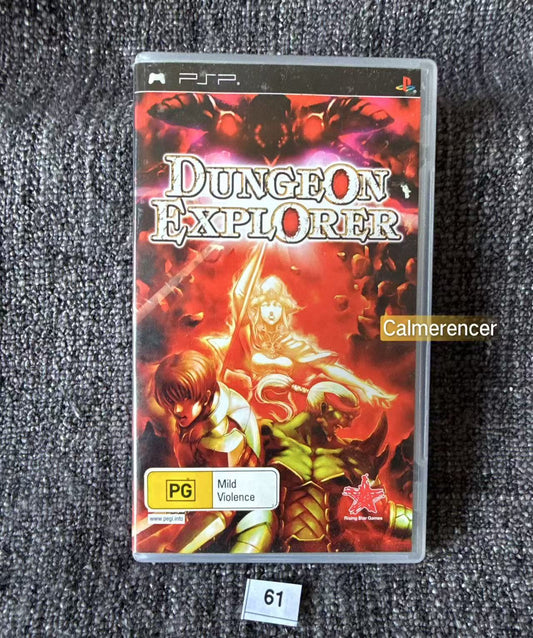 PSP
DUNGEON
EXPLORER
Calmerencer
PG
Mild
Violence
www.pegi.info
Rising Star Games
61